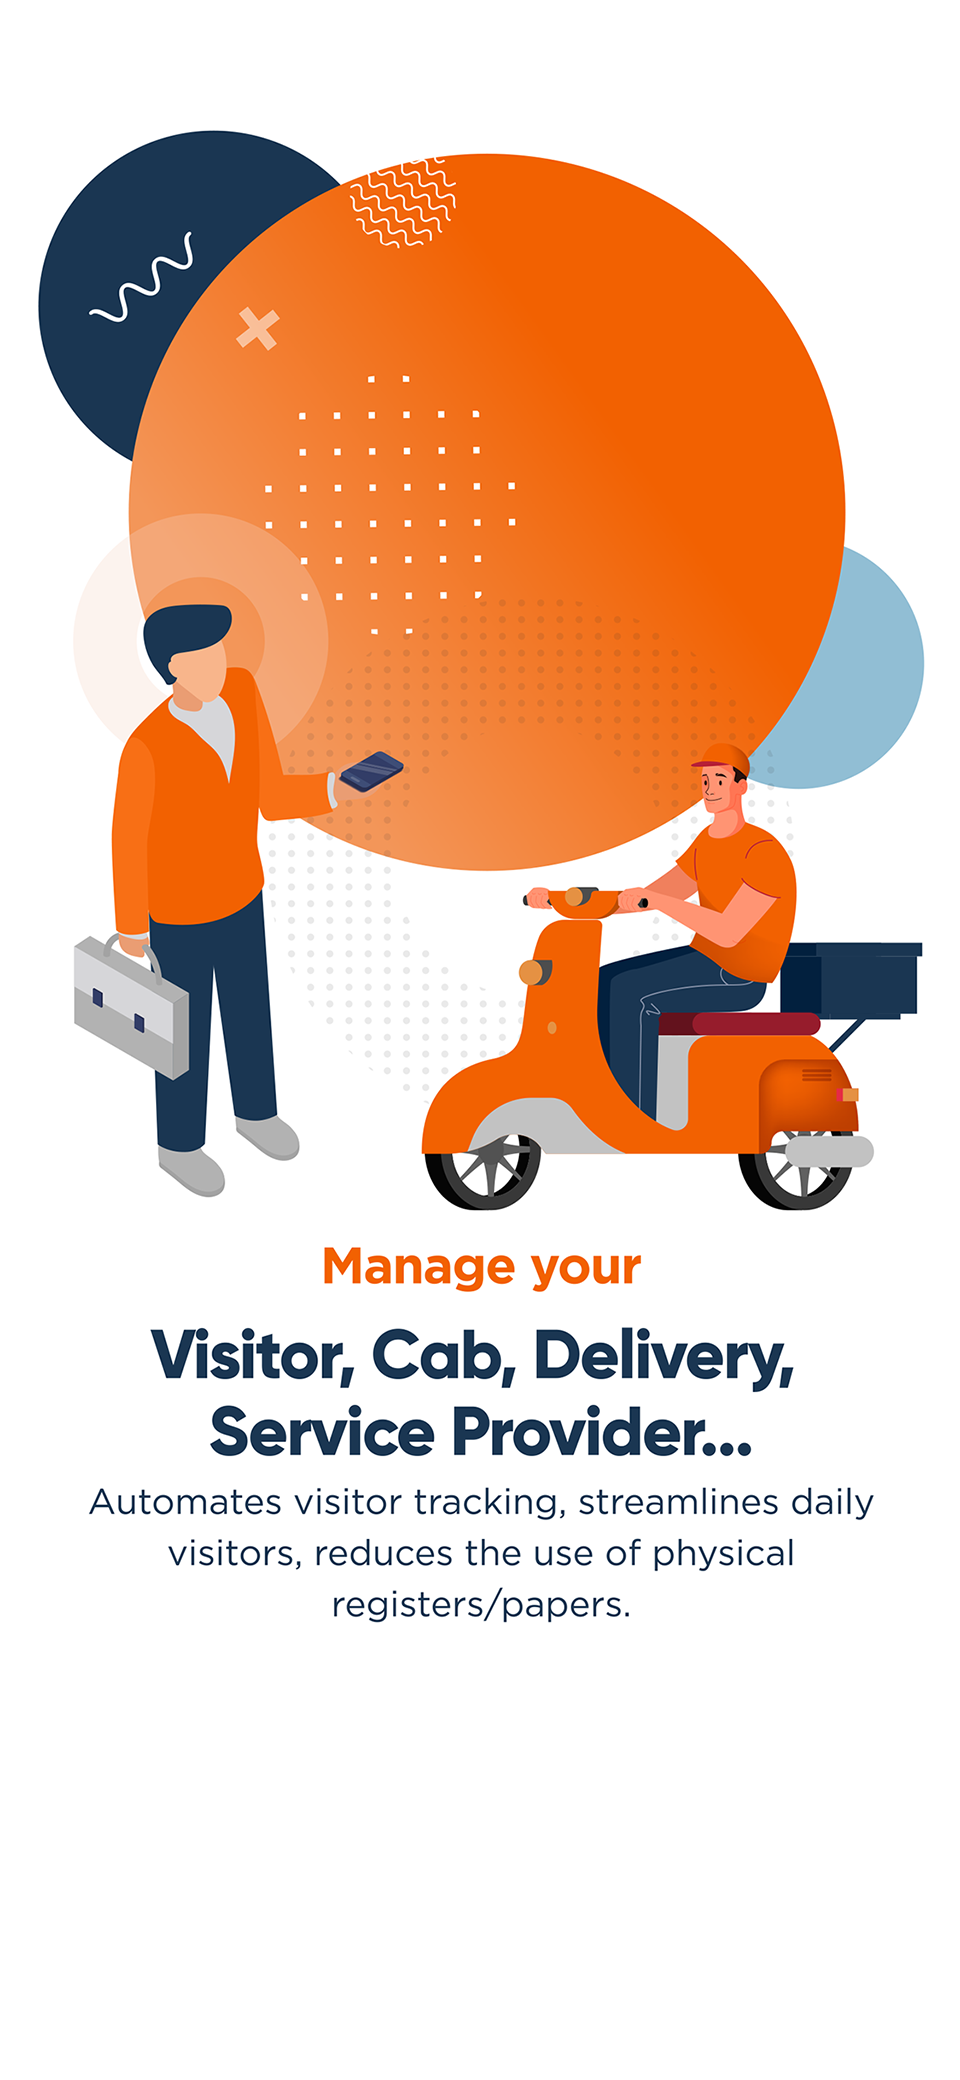 Manage your
Visitor, Cab, Delivery,
Service Provider...
Automates visitor tracking, streamlines daily
visitors, reduces the use of physical
registers/papers.